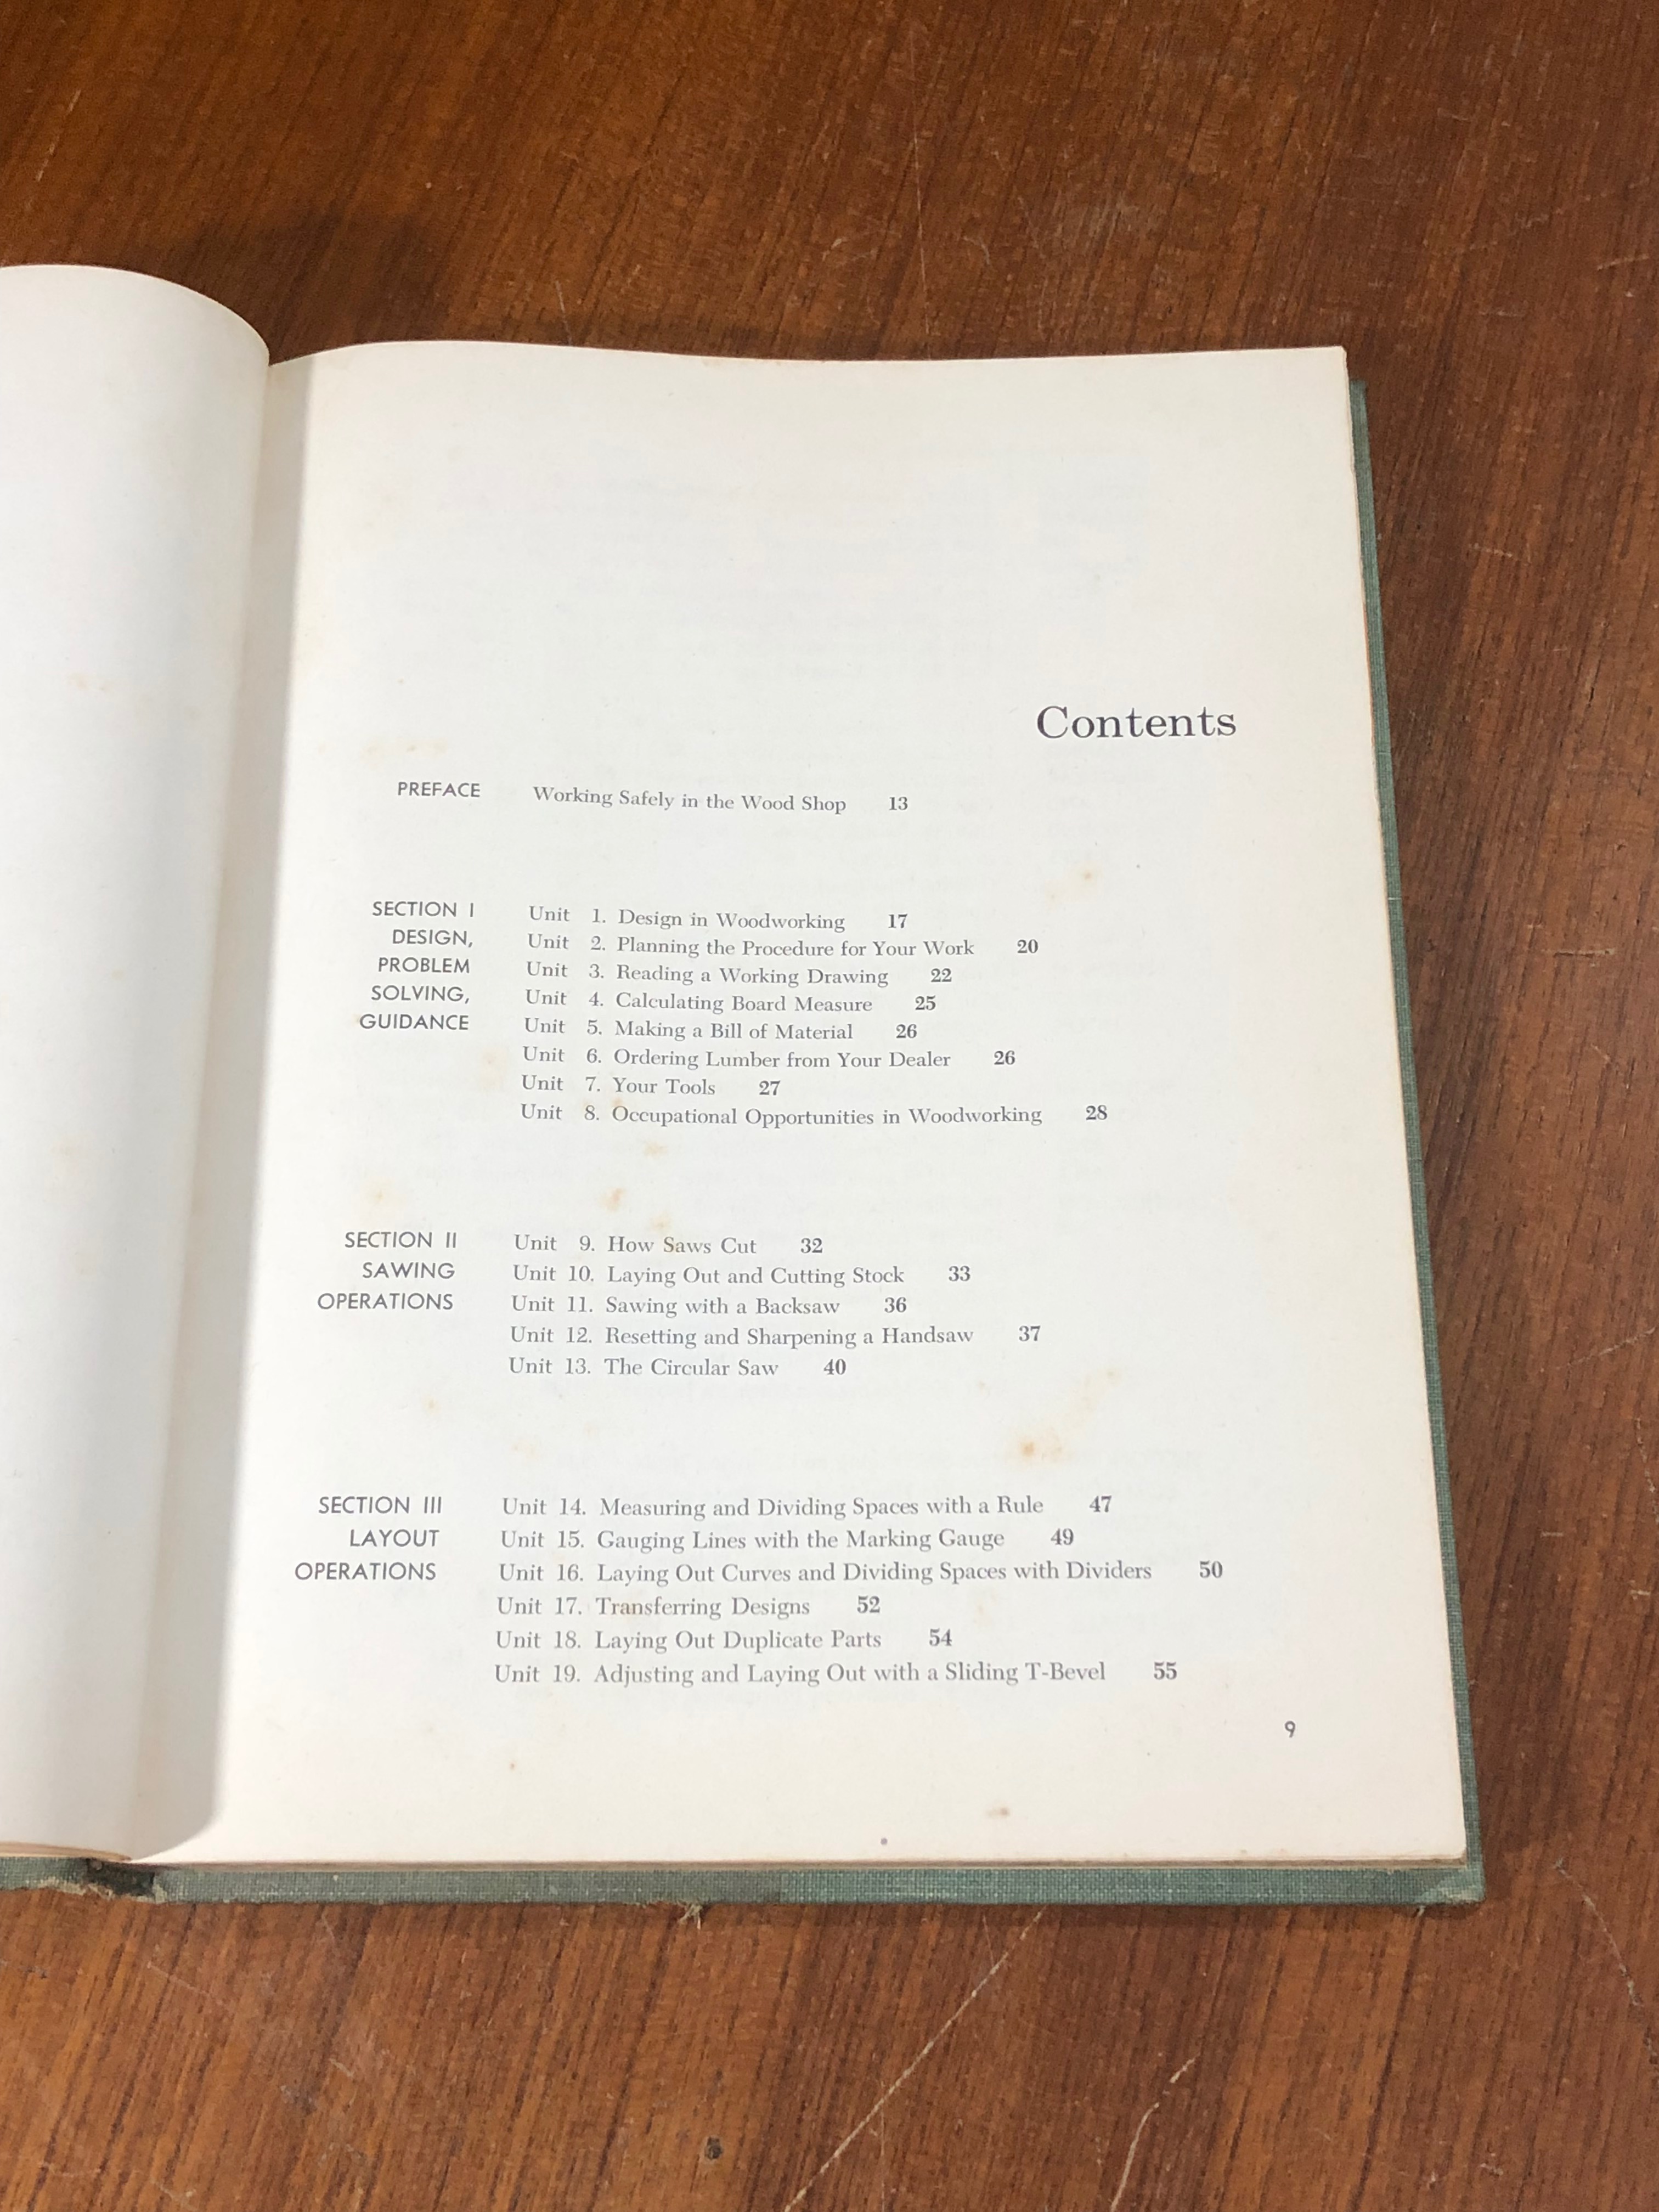 Contents
PREFACE Working Safely in the Wood Shop 13
SECTION I Unit 1. Design in Woodworking 17
DESIGN, Unit 2. Planning the Procedure for Your Work 20
PROBLEM Unit 3. Reading a Working Drawing 22
SOLVING, Unit 4. Calculating Board Measure 25
GUIDANCE Unit 5. Making a Bill of Material 26
Unit 6. Ordering Lumber from Your Dealer 26
Unit 7. Your Tools 27
Unit 8. Occupational Opportunities in Woodworking 28
SECTION II Unit 9. How Saws Cut 32
SAWING Unit 10. Laying Out and Cutting Stock 33
OPERATIONS Unit 11. Sawing with a Backsaw 36
Unit 12. Resetting and Sharpening a Handsaw 37
Unit 13. The Circular Saw 40
SECTION III Unit 14. Measuring and Dividing Spaces with a Rule 47
LAYOUT Unit 15. Gauging Lines with the Marking Gauge 49
OPERATIONS Unit 16. Laying Out Curves and Dividing Spaces with Dividers 50
Unit 17. Transferring Designs 52
Unit 18. Laying Out Duplicate Parts 54
Unit 19. Adjusting and Laying Out with a Sliding T-Bevel 55
9